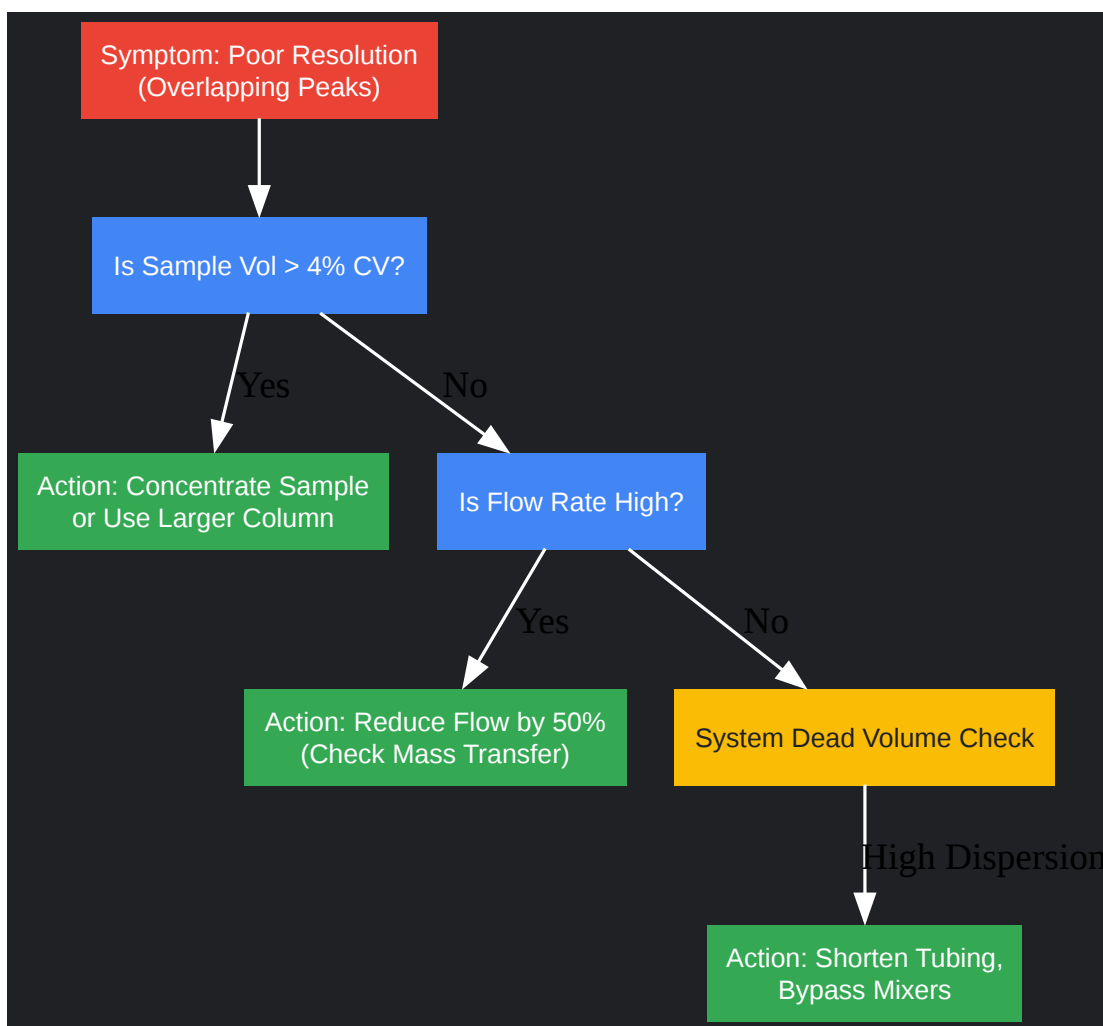 Symptom: Poor Resolution
(Overlapping Peaks)
Is Sample Vol > 4% CV?
Yes
No
Action: Concentrate Sample
or Use Larger Column
Is Flow Rate High?
Yes
No
Action: Reduce Flow by 50%
(Check Mass Transfer)
System Dead Volume Check
High Dispersion
Action: Shorten Tubing,
Bypass Mixers